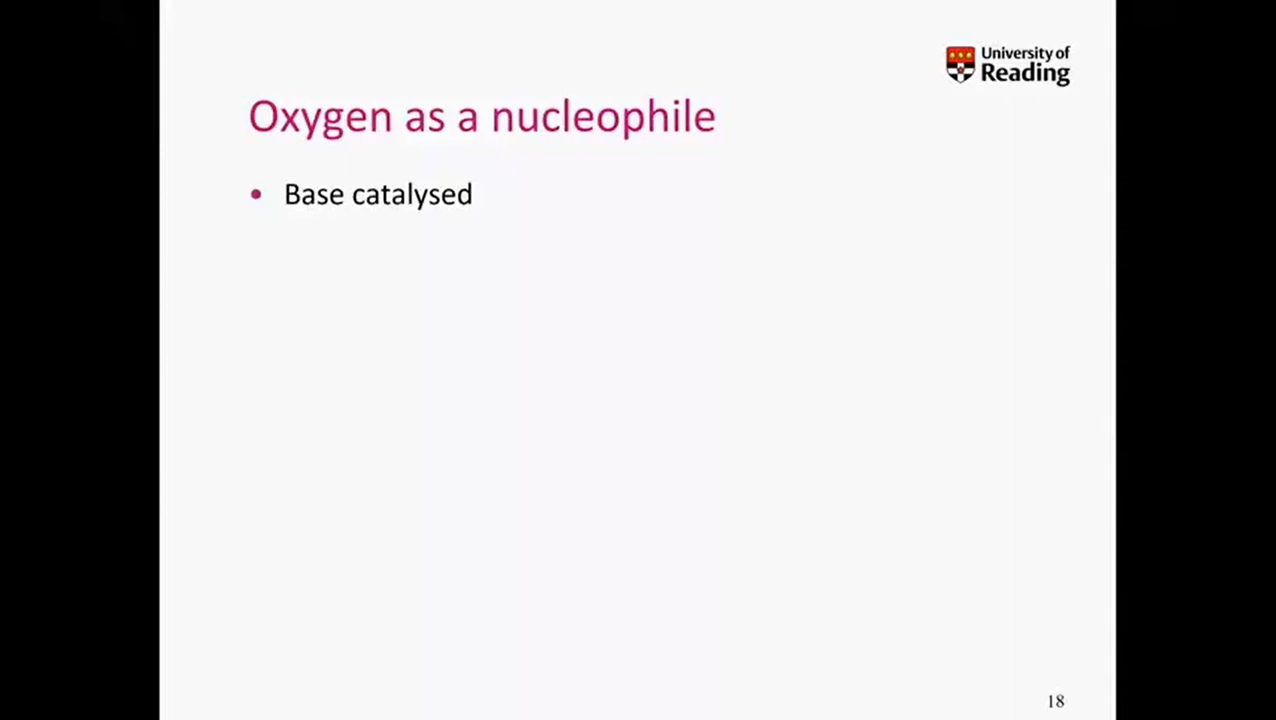 University of
Reading
Oxygen as a nucleophile
• Base catalysed
18